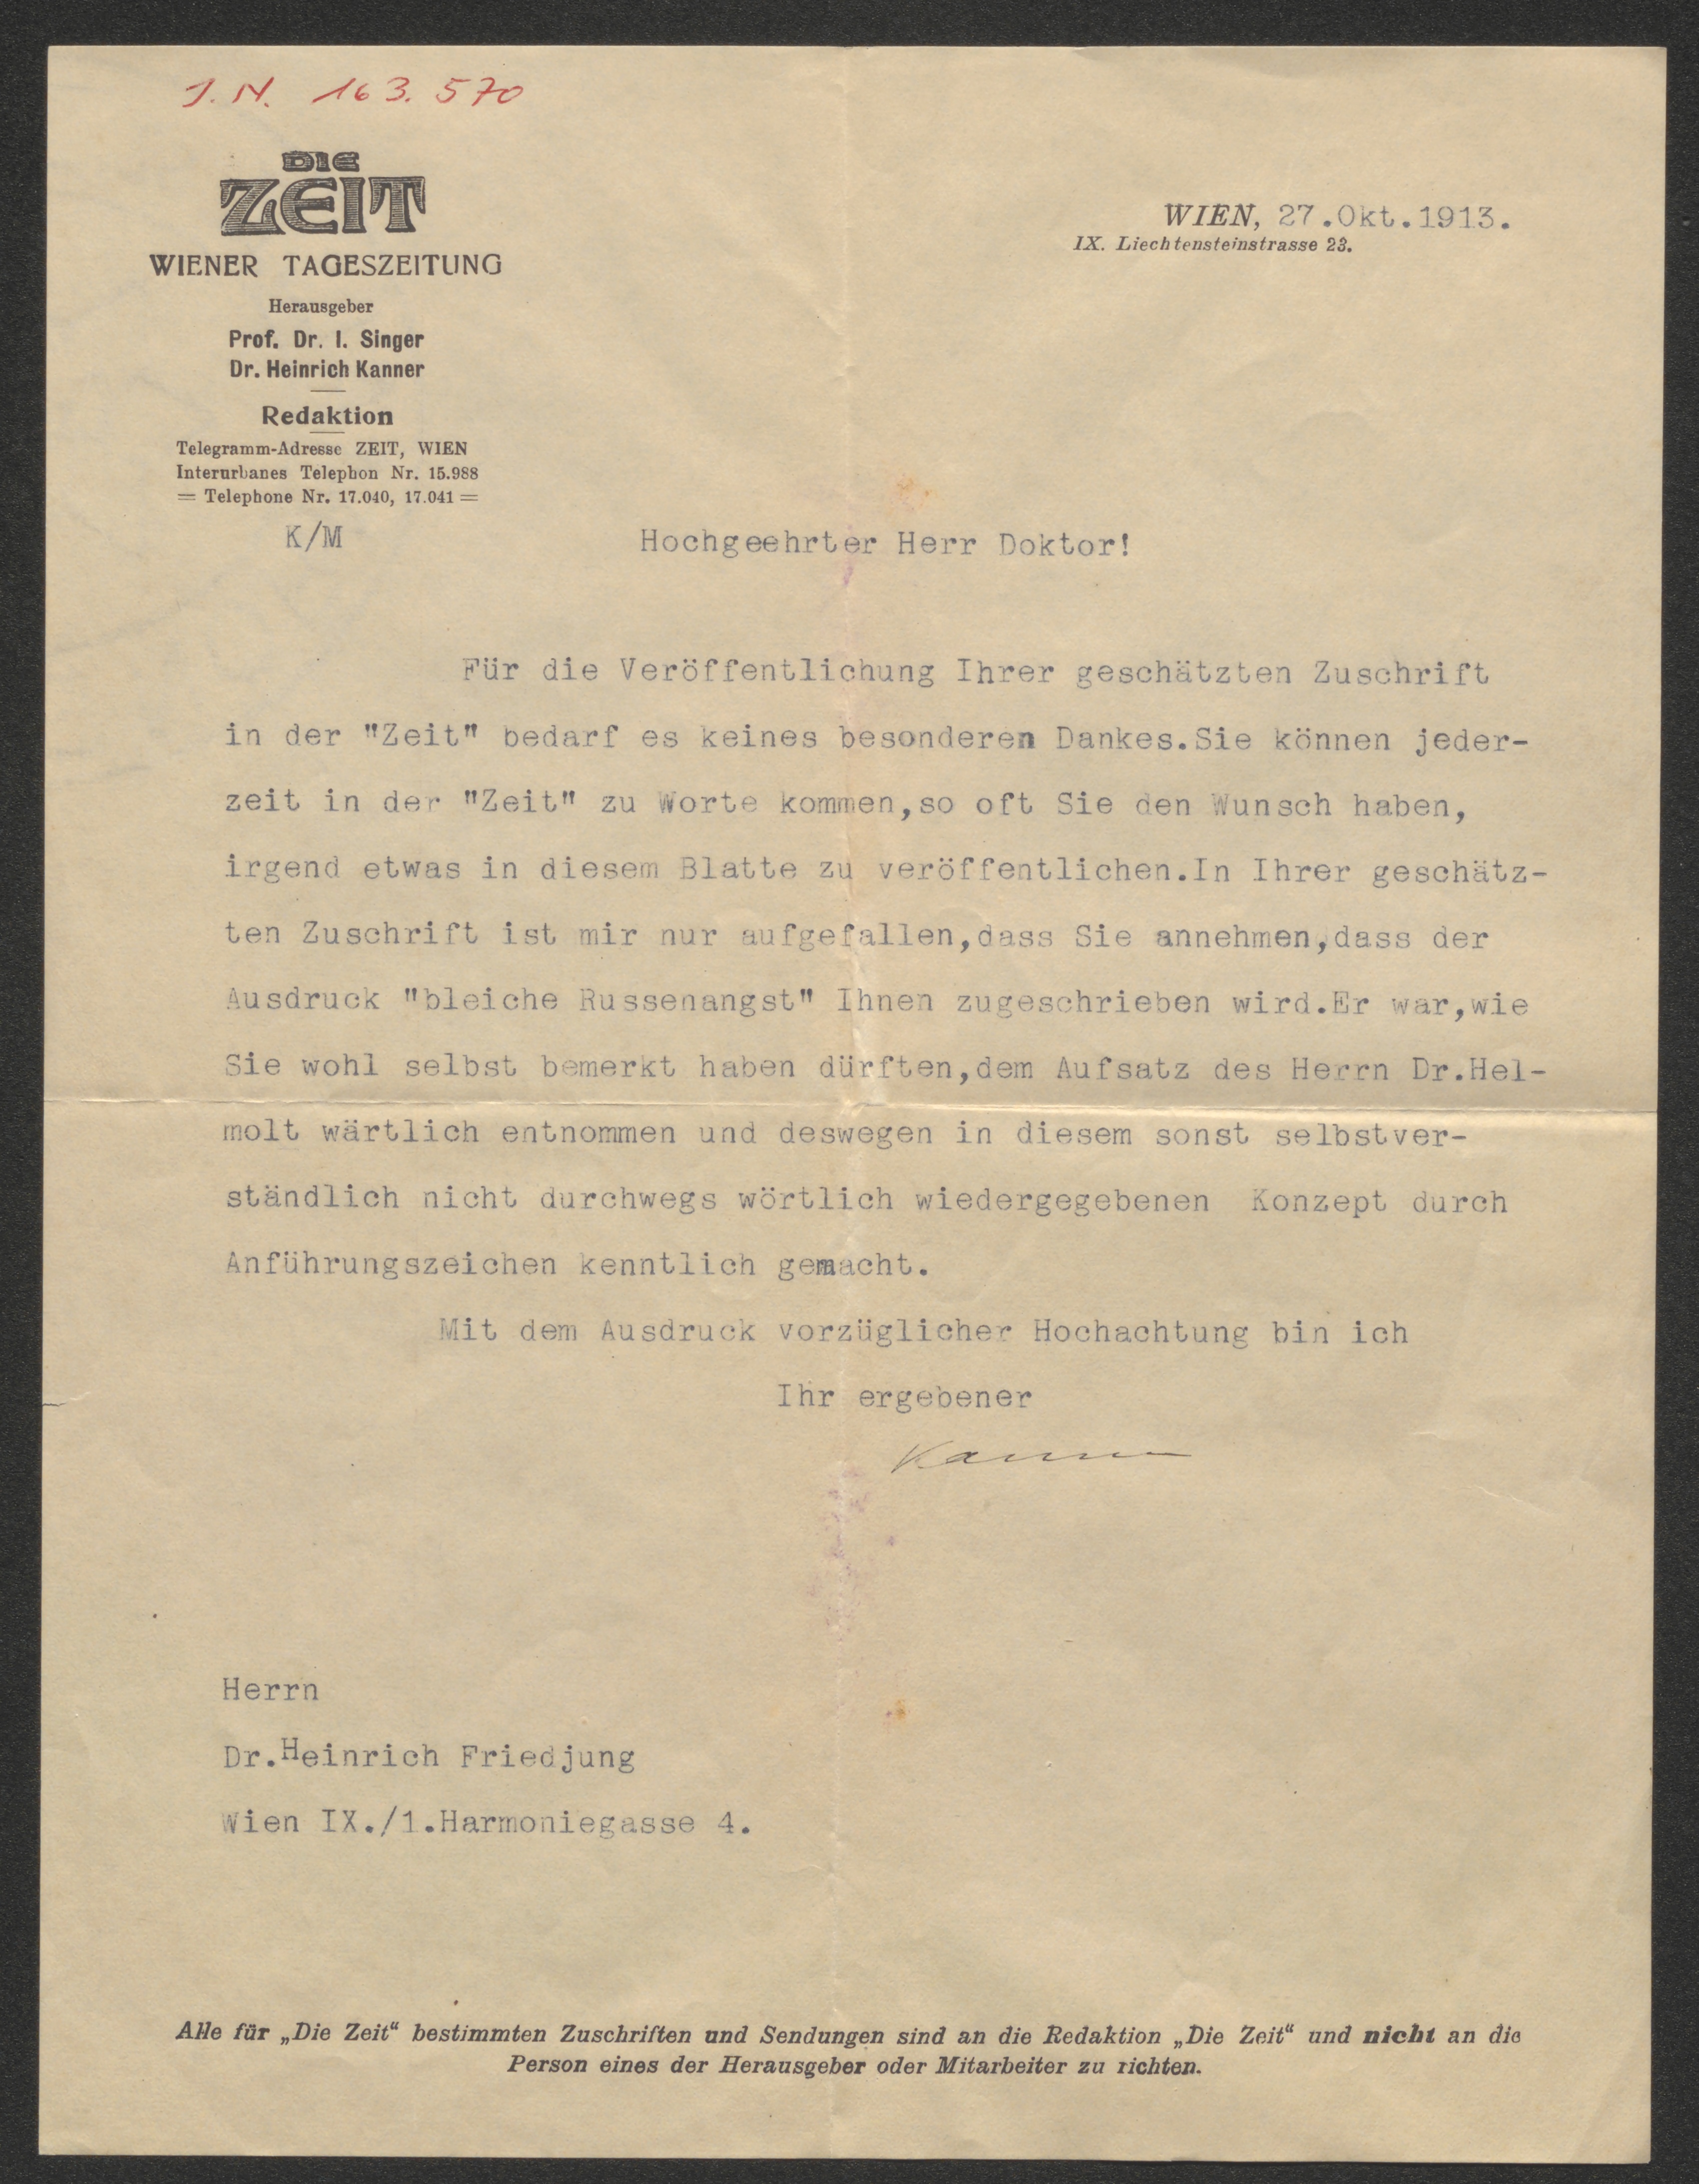 J.N. 163.570
DIE
ZEIT
WIENER TAGESZEITUNG
Herausgeber
Prof. Dr. I. Singer
Dr. Heinrich Kanner
Redaktion
Telegramm-Adresse ZEIT, WIEN
Interurbanes Telephon Nr. 15.988
= Telephone Nr. 17.040, 17.041 =
WIEN, 27.Okt.1913.
IX. Liechtensteinstrasse 23.
K/M
Hochgeehrter Herr Doktor!
Für die Veröffentlichung Ihrer geschätzten Zuschrift
in der "Zeit" bedarf es keines besonderen Dankes.Sie können jeder-
zeit in der "Zeit" zu Worte kommen,so oft Sie den Wunsch haben,
irgend etwas in diesem Blatte zu veröffentlichen.In Ihrer geschätz-
ten Zuschrift ist mir nur aufgefallen,dass Sie annehmen,dass der
Ausdruck "bleiche Russenangst" Ihnen zugeschrieben wird.Er war,wie
Sie wohl selbst bemerkt haben dürften,dem Aufsatz des Herrn Dr.Hel-
molt wärtlich entnommen und deswegen in diesem sonst selbstver-
ständlich nicht durchwegs wörtlich wiedergegebenen Konzept durch
Anführungszeichen kenntlich gemacht.
Mit dem Ausdruck vorzüglicher Hochachtung bin ich
Ihr ergebener
Kanner
Herrn
Dr.Heinrich Friedjung
Wien IX./1.Harmoniegasse 4.
Alle für „Die Zeit“ bestimmten Zuschriften und Sendungen sind an die Redaktion „Die Zeit“ und nicht an die
Person eines der Herausgeber oder Mitarbeiter zu richten.